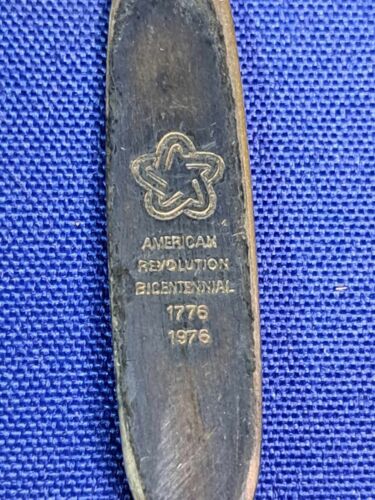 AMERICAN
REVOLUTION
BICENTENNIAL
1776
1976